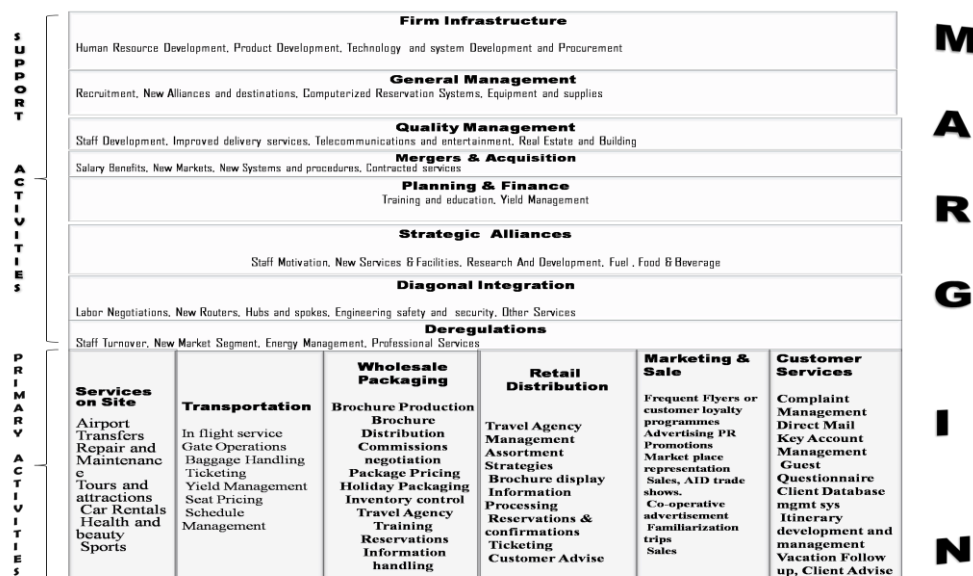 SUPPORT ACTIVITIES
Firm Infrastructure
Human Resource Development, Product Development, Technology and system Development and Procurement
General Management
Recruitment, New Alliances and destinations, Computerized Reservation Systems, Equipment and supplies
Quality Management
Staff Development, Improved delivery services, Telecommunications and entertainment, Real Estate and Building
Mergers & Acquisition
Salary Benefits, New Markets, New Systems and procedures, Contracted services
Planning & Finance
Training and education, Yield Management
Strategic Alliances
Staff Motivation, New Services & Facilities, Research And Development, Fuel , Food & Beverage
Diagonal Integration
Labor Negotiations, New Routers, Hubs and spokes, Engineering safety and security, Other Services
Deregulations
Staff Turnover, New Market Segment, Energy Management, Professional Services
PRIMARY ACTIVITIES
Services
on Site
Airport
Transfers
Repair and
Maintenanc
e
Tours and
attractions
Car Rentals
Health and
beauty
Sports
Transportation
In flight service
Gate Operations
Baggage Handling
Ticketing
Yield Management
Seat Pricing
Schedule
Management
Wholesale
Packaging
Brochure Production
Brochure
Distribution
Commissions
negotiation
Package Pricing
Holiday Packaging
Inventory control
Travel Agency
Training
Reservations
Information
handling
Retail
Distribution
Travel Agency
Management
Assortment
Strategies
Brochure display
Information
Processing
Reservations &
confirmations
Ticketing
Customer Advise
Marketing &
Sale
Frequent Flyers or
customer loyalty
programmes
Advertising PR
Promotions
Market place
representation
Sales, AID trade
shows.
Co-operative
advertisement
Familiarization
trips
Sales
Customer
Services
Complaint
Management
Direct Mail
Key Account
Management
Guest
Questionnaire
Client Database
mgmt sys
Itinerary
development and
management
Vacation Follow
up, Client Advise
MARGIN